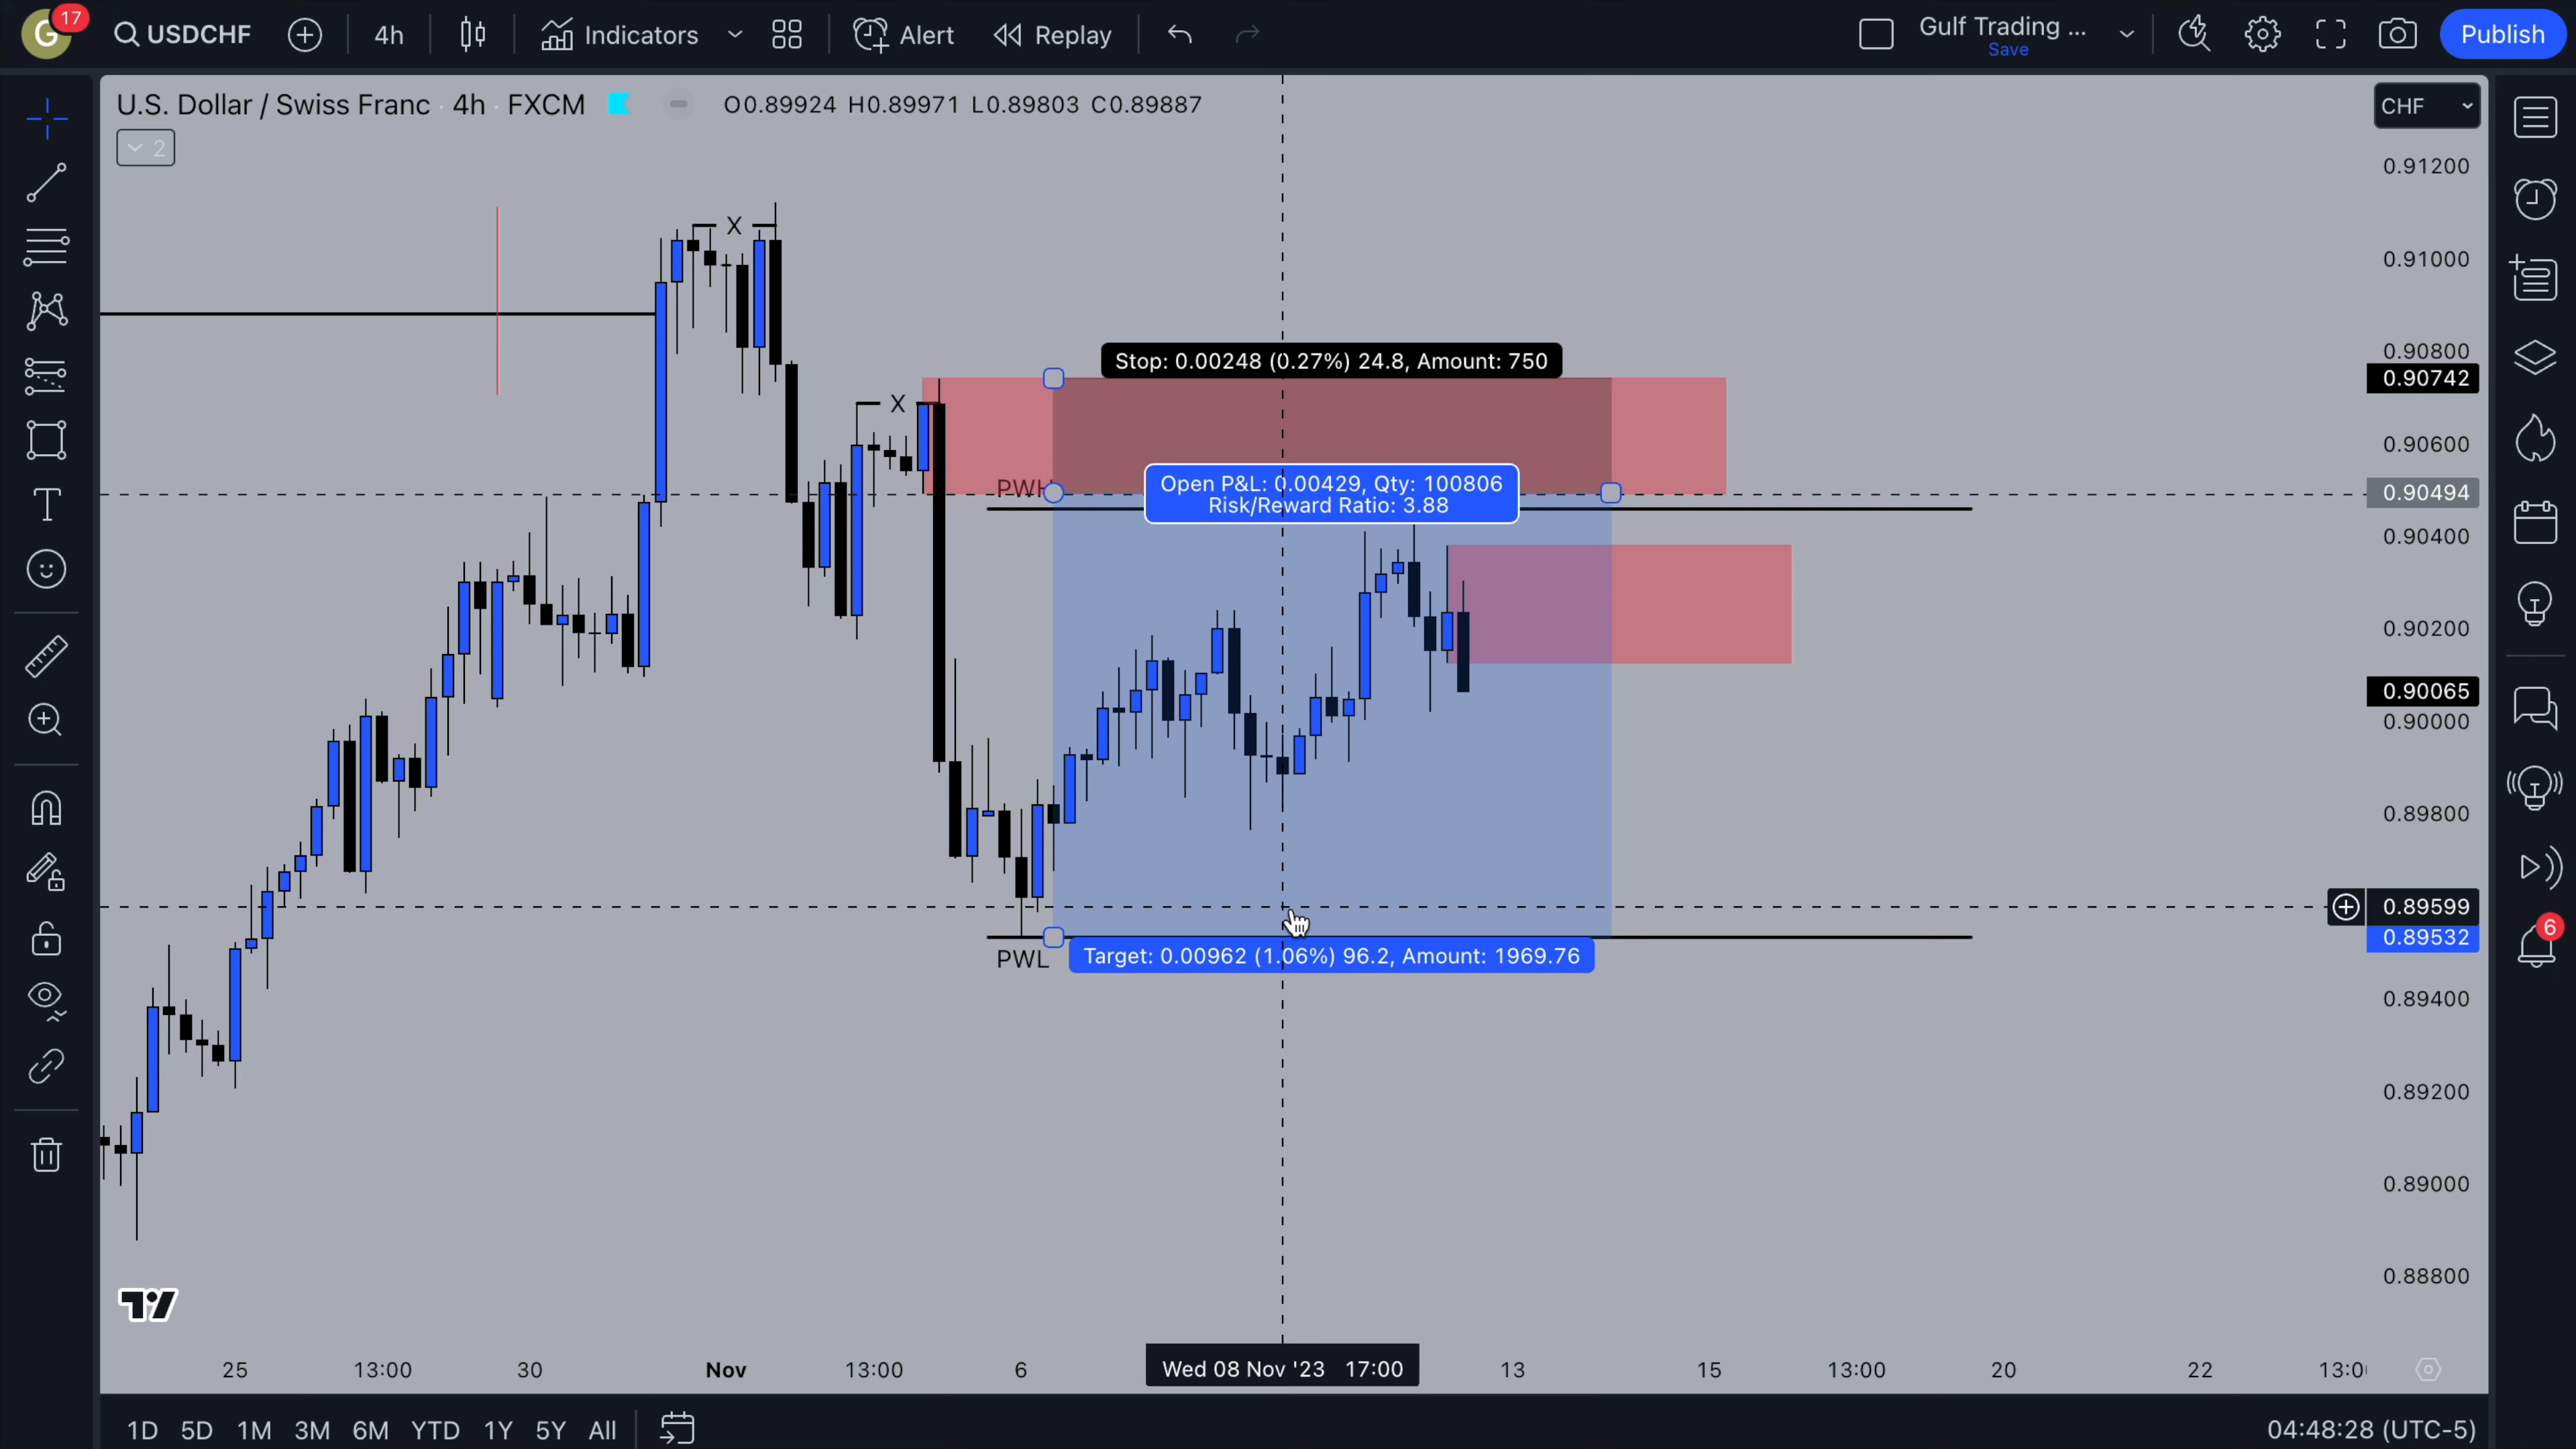 G
17
USDCHF
4h
Indicators
Alert
Replay
Gulf Trading ...
Save
Publish
U.S. Dollar / Swiss Franc · 4h · FXCM
O0.89924 H0.89971 L0.89803 C0.89887
CHF
2
0.91200
X
0.91000
0.90800
Stop: 0.00248 (0.27%) 24.8, Amount: 750
0.90742
X
0.90600
PWH
Open P&L: 0.00429, Qty: 100806
Risk/Reward Ratio: 3.88
0.90494
0.90400
0.90200
0.90065
0.90000
0.89800
0.89599
6
0.89532
PWL
Target: 0.00962 (1.06%) 96.2, Amount: 1969.76
0.89400
0.89200
0.89000
0.88800
25
13:00
30
Nov
13:00
6
Wed 08 Nov '23 17:00
13
15
13:00
20
22
1D 5D 1M 3M 6M YTD 1Y 5Y All
04:48:28 (UTC-5)